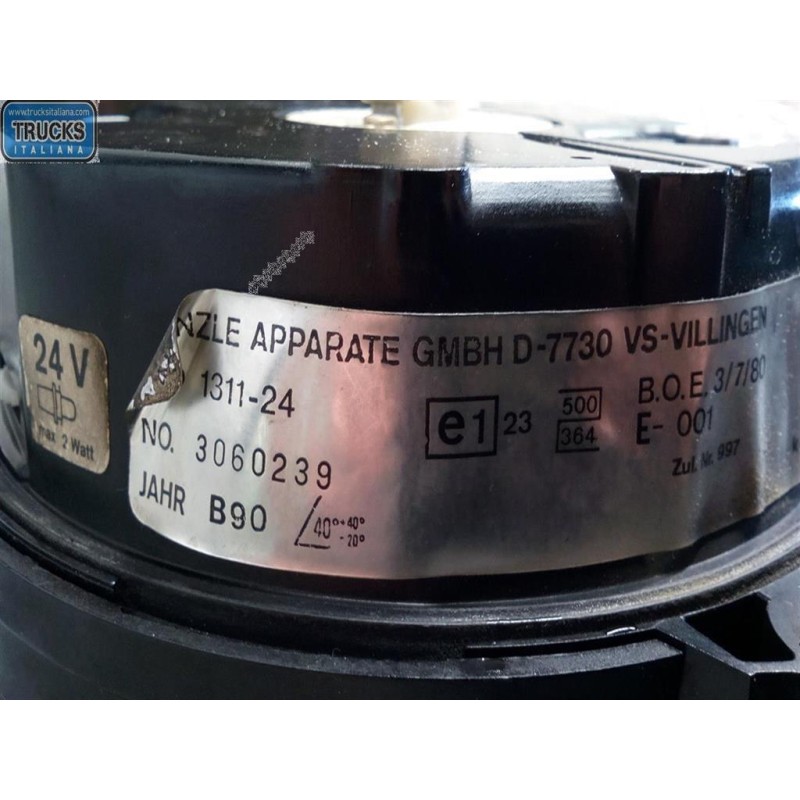 www.trucksitaliana.com
TRUCKS
ITALIANA
24 V
max. 2 Watt
NZLE APPARATE GMBH D-7730 VS-VILLINGEN
1311-24
NO. 3060239
JAHR B90
40° +40°
-20°
e1 23
500
364
B.O.E. 3/7/80
E- 001
Zul. Nr. 997